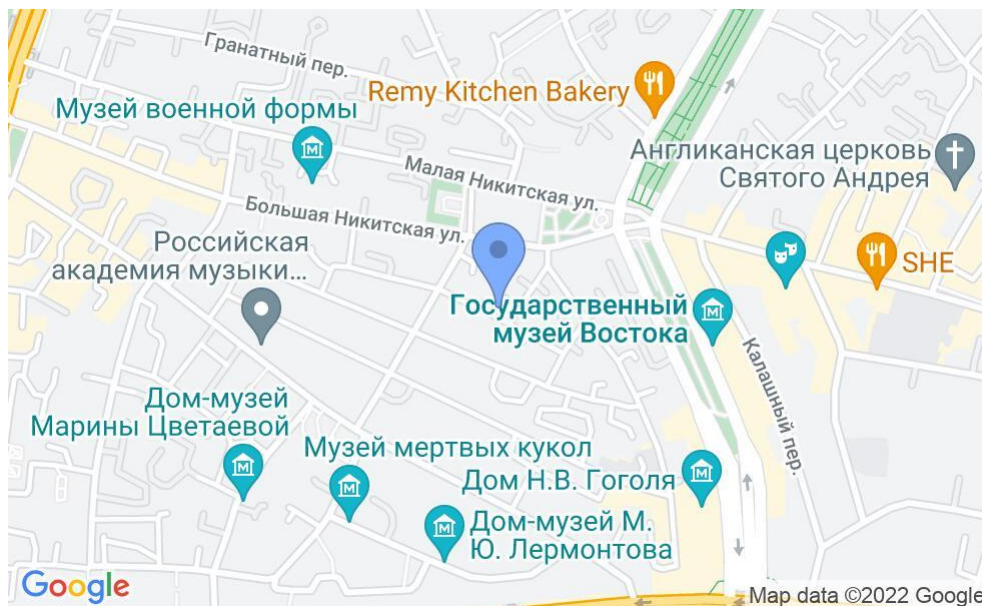 Гранатный пер.
Remy Kitchen Bakery
Музей военной формы
Англиканская церковь
Святого Андрея
Малая Никитская ул.
Большая Никитская ул.
Российская
академия музыки...
SHE
Государственный
музей Востока
Калашный пер.
Дом-музей
Марины Цветаевой
Музей мертвых кукол
Дом Н.В. Гоголя
Дом-музей М.
Ю. Лермонтова
Google
Map data ©2022 Google